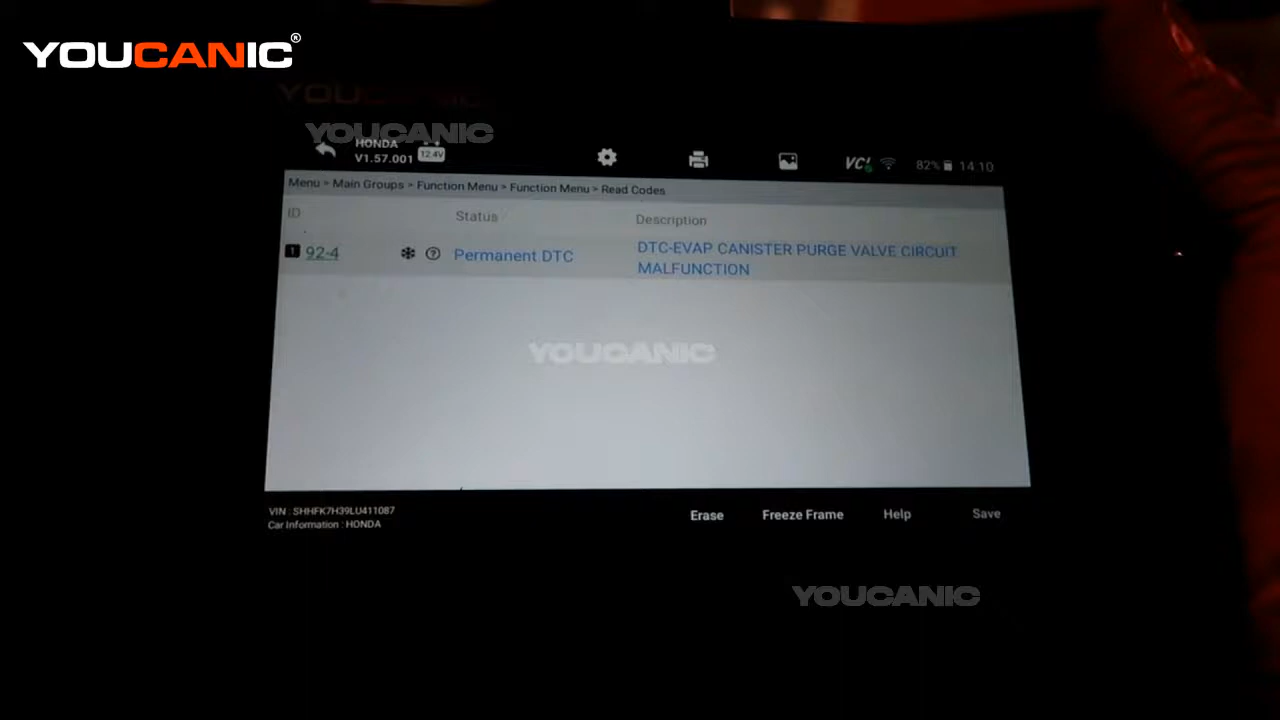 YOUCANIC®
YOUCANIC
YOUCANIC
HONDA
V1.57.001
12.4V
VCI
82%
14:10
Menu > Main Groups > Function Menu > Function Menu > Read Codes
ID Status Description
1 92-4 ? Permanent DTC DTC-EVAP CANISTER PURGE VALVE CIRCUIT
MALFUNCTION
YOUCANIC
VIN : SHHFK7H39LU411087
Car Information : HONDA
Erase Freeze Frame Help Save
YOUCANIC